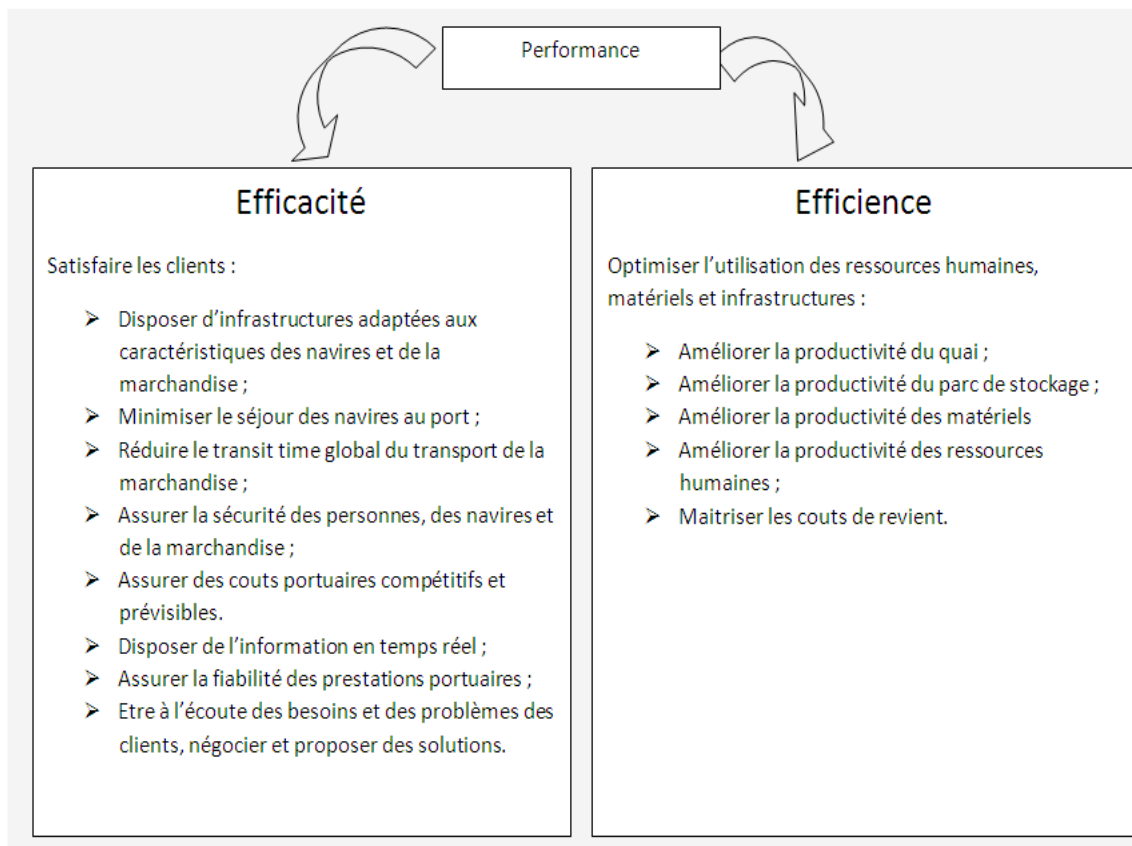 Performance
Efficacité
Satisfaire les clients :
➢ Disposer d’infrastructures adaptées aux
caractéristiques des navires et de la
marchandise ;
➢ Minimiser le séjour des navires au port ;
➢ Réduire le transit time global du transport de la
marchandise ;
➢ Assurer la sécurité des personnes, des navires et
de la marchandise ;
➢ Assurer des couts portuaires compétitifs et
prévisibles.
➢ Disposer de l’information en temps réel ;
➢ Assurer la fiabilité des prestations portuaires ;
➢ Etre à l’écoute des besoins et des problèmes des
clients, négocier et proposer des solutions.
Efficience
Optimiser l’utilisation des ressources humaines,
matériels et infrastructures :
➢ Améliorer la productivité du quai ;
➢ Améliorer la productivité du parc de stockage ;
➢ Améliorer la productivité des matériels
➢ Améliorer la productivité des ressources
humaines ;
➢ Maitriser les couts de revient.